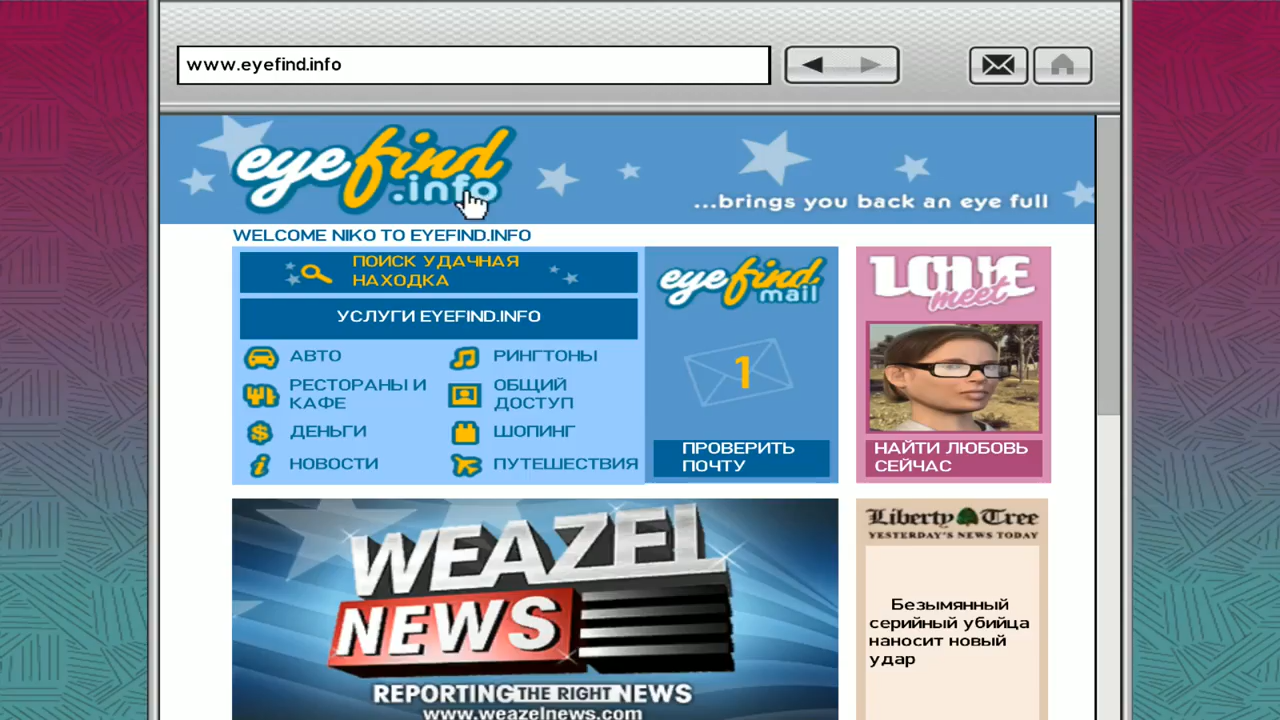 www.eyefind.info
eyefind
.info
...brings you back an eye full
WELCOME NIKO TO EYEFIND.INFO
ПОИСК УДАЧНАЯ
НАХОДКА
УСЛУГИ EYEFIND.INFO
АВТО
РЕСТОРАНЫ И
КАФЕ
ДЕНЬГИ
НОВОСТИ
РИНГТОНЫ
ОБЩИЙ
ДОСТУП
ШОПИНГ
ПУТЕШЕСТВИЯ
eyefind
mail
1
ПРОВЕРИТЬ
ПОЧТУ
LOVE
meet
НАЙТИ ЛЮБОВЬ
СЕЙЧАС
WEAZEL
NEWS
REPORTING THE RIGHT NEWS
www.weazelnews.com
Liberty Tree
YESTERDAY'S NEWS TODAY
Безымянный
серийный убийца
наносит новый
удар